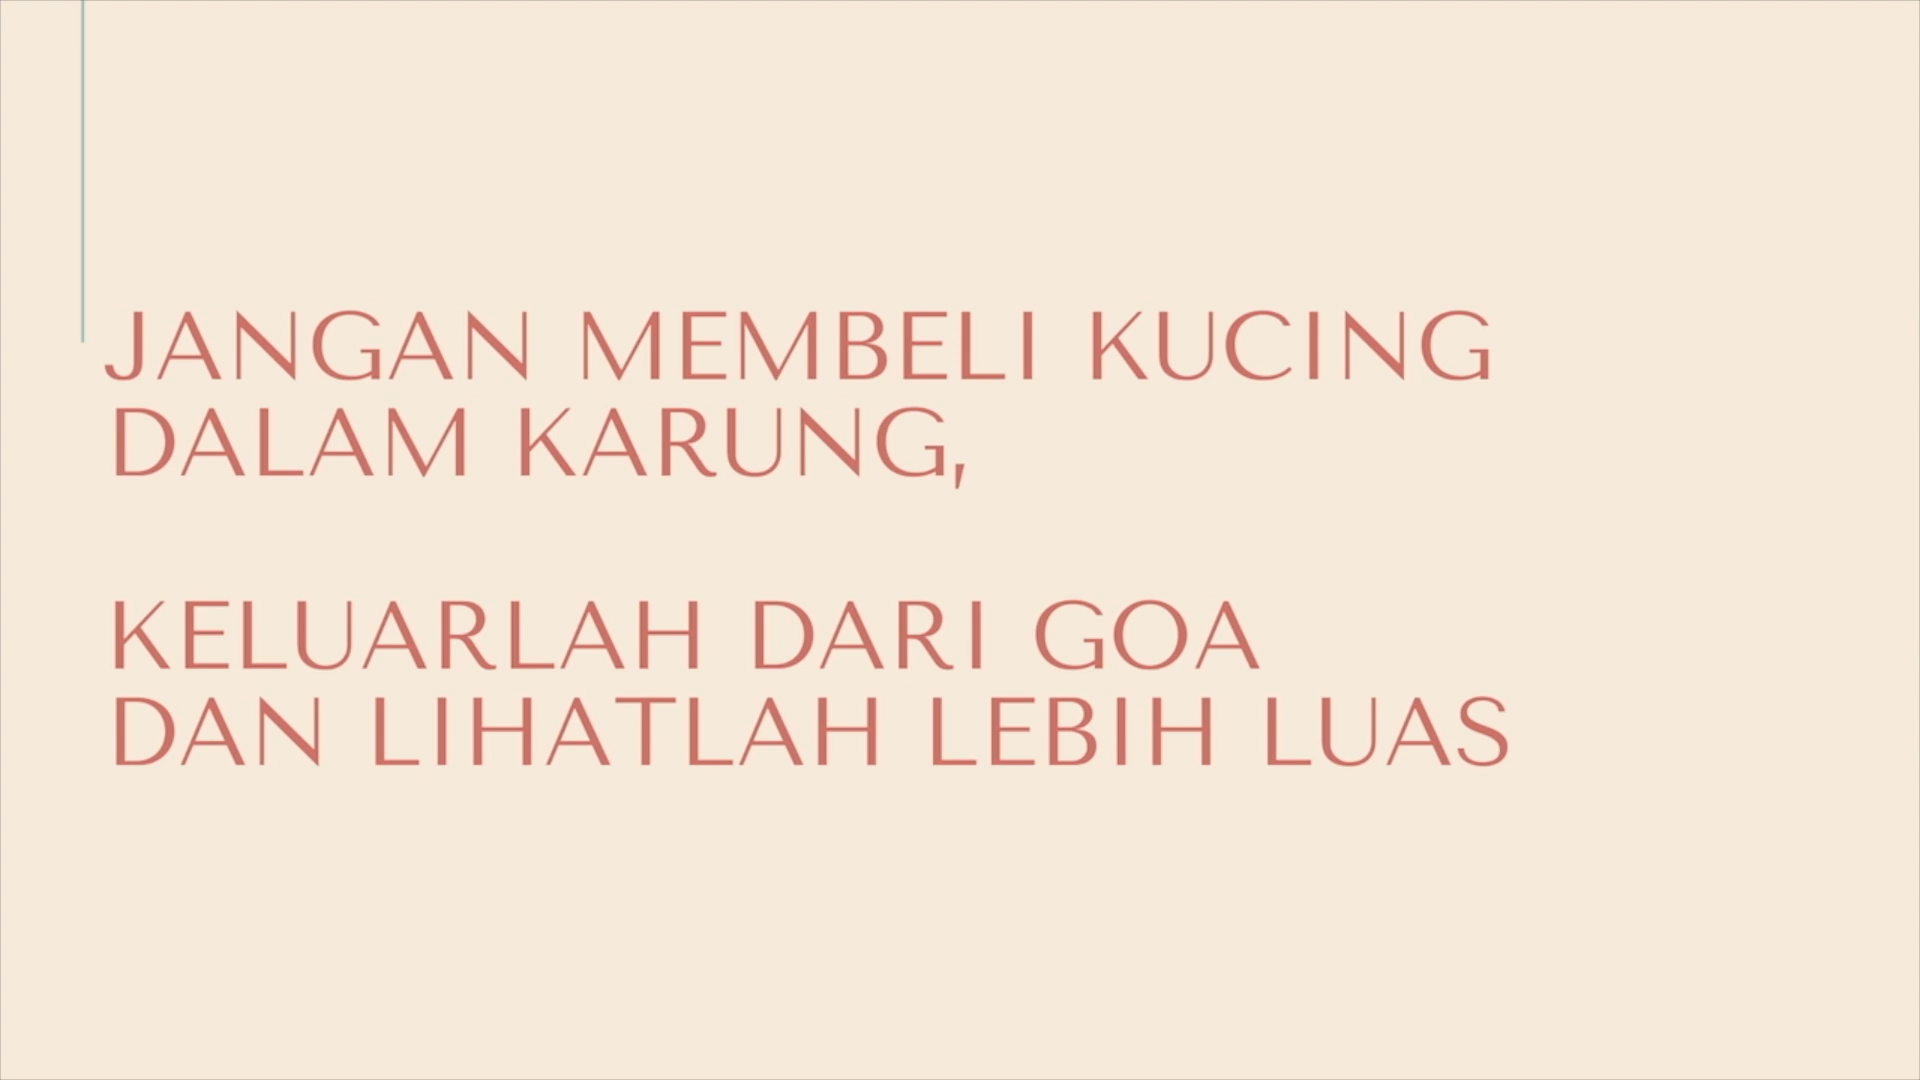 JANGAN MEMBELI KUCING
DALAM KARUNG,
KELUARLAH DARI GOA
DAN LIHATLAH LEBIH LUAS